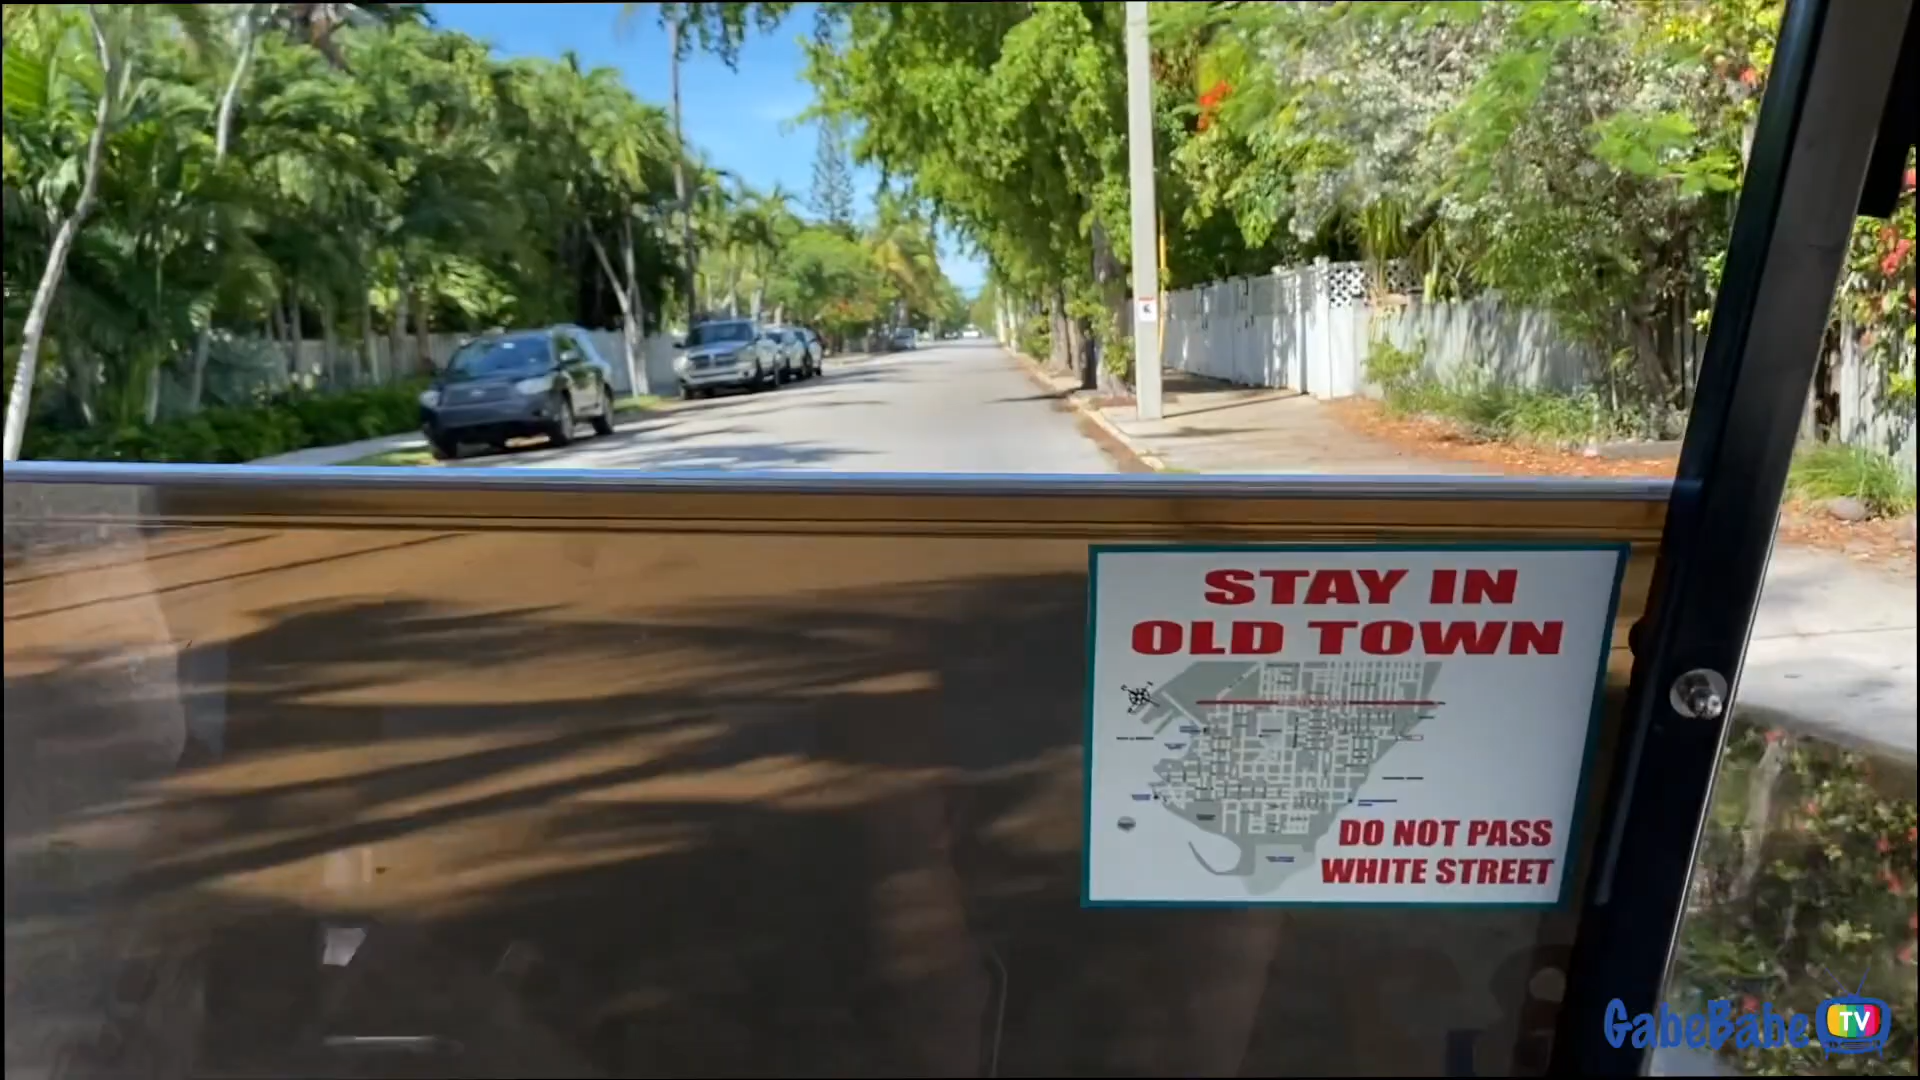 STAY IN
OLD TOWN
DO NOT PASS
WHITE STREET
GabeBabe TV